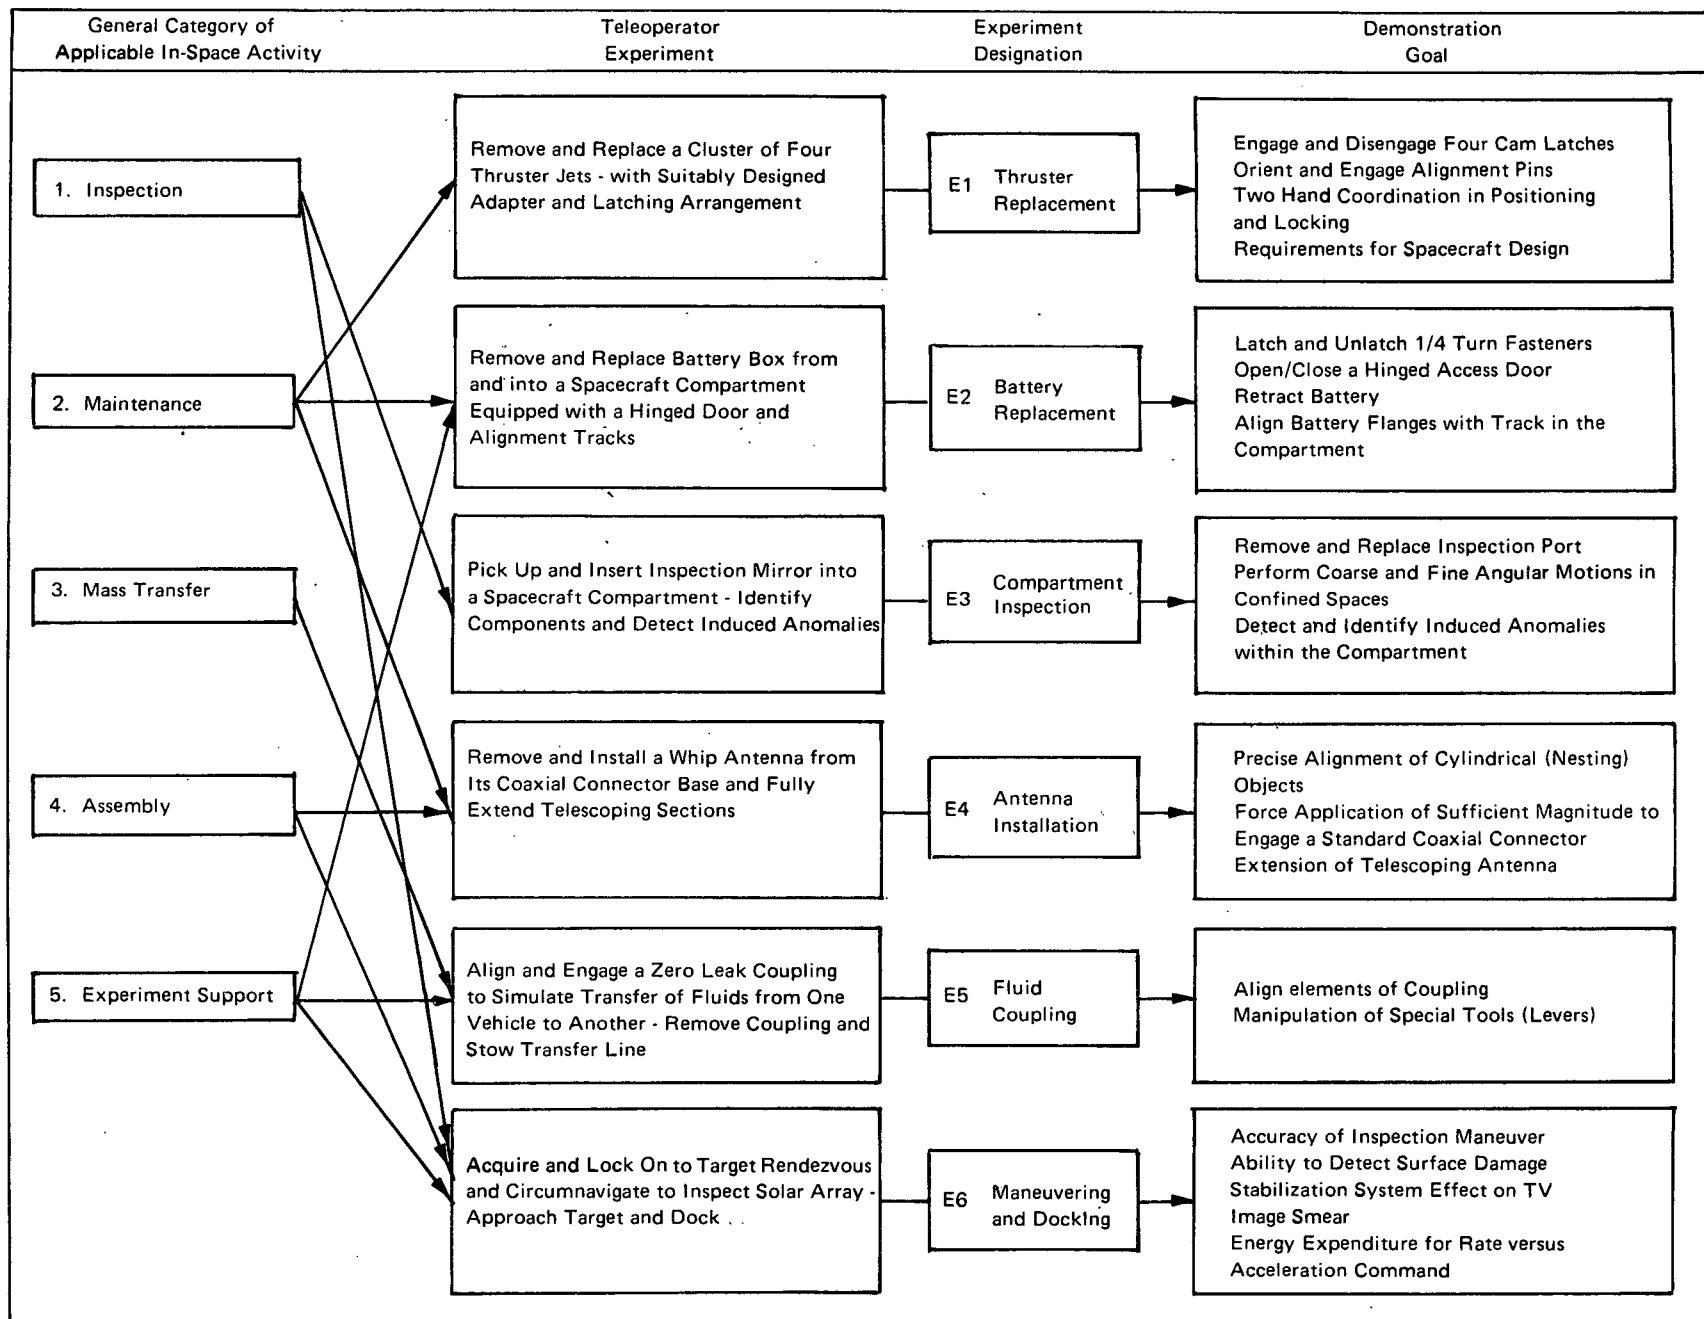 General Category of
Applicable In-Space Activity
Teleoperator
Experiment
Experiment
Designation
Demonstration
Goal
1. Inspection
2. Maintenance
3. Mass Transfer
4. Assembly
5. Experiment Support
Remove and Replace a Cluster of Four
Thruster Jets - with Suitably Designed
Adapter and Latching Arrangement
E1 Thruster
Replacement
Engage and Disengage Four Cam Latches
Orient and Engage Alignment Pins
Two Hand Coordination in Positioning
and Locking
Requirements for Spacecraft Design
Remove and Replace Battery Box from
and into a Spacecraft Compartment
Equipped with a Hinged Door and
Alignment Tracks
E2 Battery
Replacement
Latch and Unlatch 1/4 Turn Fasteners
Open/Close a Hinged Access Door
Retract Battery
Align Battery Flanges with Track in the
Compartment
Pick Up and Insert Inspection Mirror into
a Spacecraft Compartment - Identify
Components and Detect Induced Anomalies
E3 Compartment
Inspection
Remove and Replace Inspection Port
Perform Coarse and Fine Angular Motions in
Confined Spaces
Detect and Identify Induced Anomalies
within the Compartment
Remove and Install a Whip Antenna from
Its Coaxial Connector Base and Fully
Extend Telescoping Sections
E4 Antenna
Installation
Precise Alignment of Cylindrical (Nesting)
Objects
Force Application of Sufficient Magnitude to
Engage a Standard Coaxial Connector
Extension of Telescoping Antenna
Align and Engage a Zero Leak Coupling
to Simulate Transfer of Fluids from One
Vehicle to Another - Remove Coupling and
Stow Transfer Line
E5 Fluid
Coupling
Align elements of Coupling
Manipulation of Special Tools (Levers)
Acquire and Lock On to Target Rendezvous
and Circumnavigate to Inspect Solar Array -
Approach Target and Dock
E6 Maneuvering
and Docking
Accuracy of Inspection Maneuver
Ability to Detect Surface Damage
Stabilization System Effect on TV
Image Smear
Energy Expenditure for Rate versus
Acceleration Command